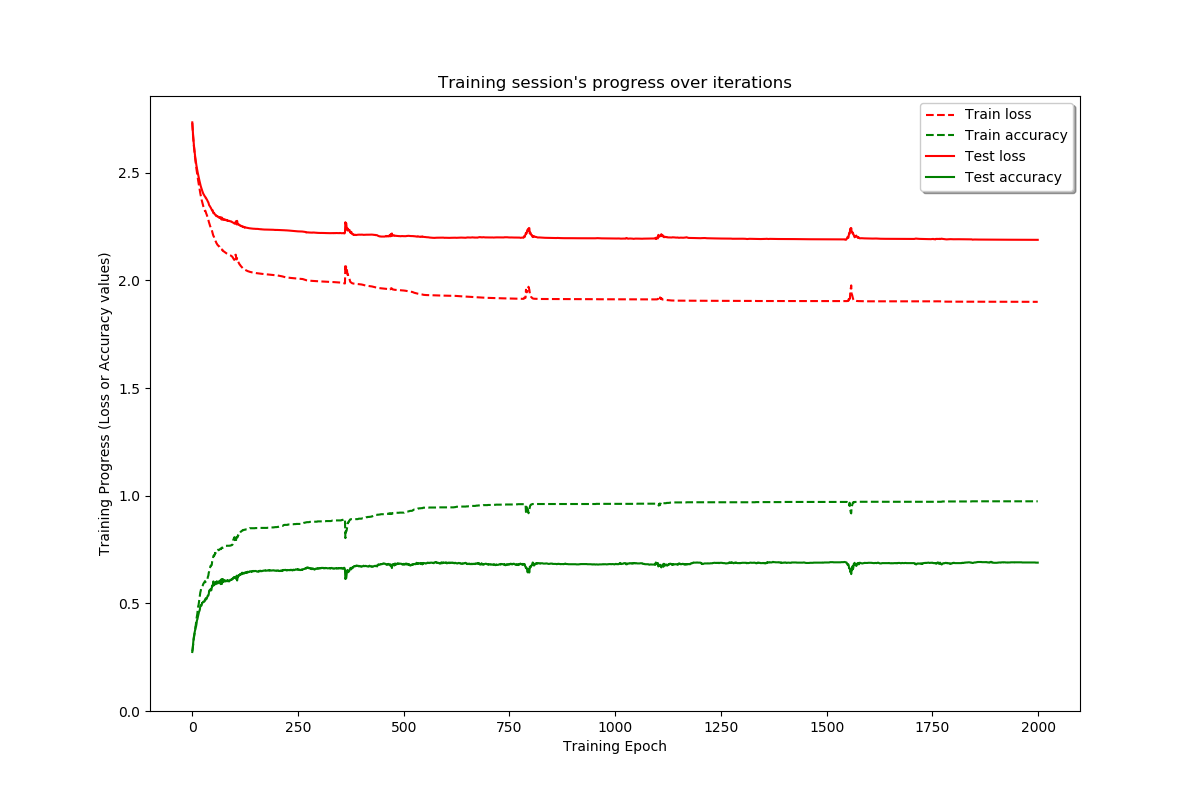 Training session's progress over iterations
Train loss
Train accuracy
Test loss
Test accuracy
Training Progress (Loss or Accuracy values)
2.5
2.0
1.5
1.0
0.5
0.0
0 250 500 750 1000 1250 1500 1750 2000
Training Epoch